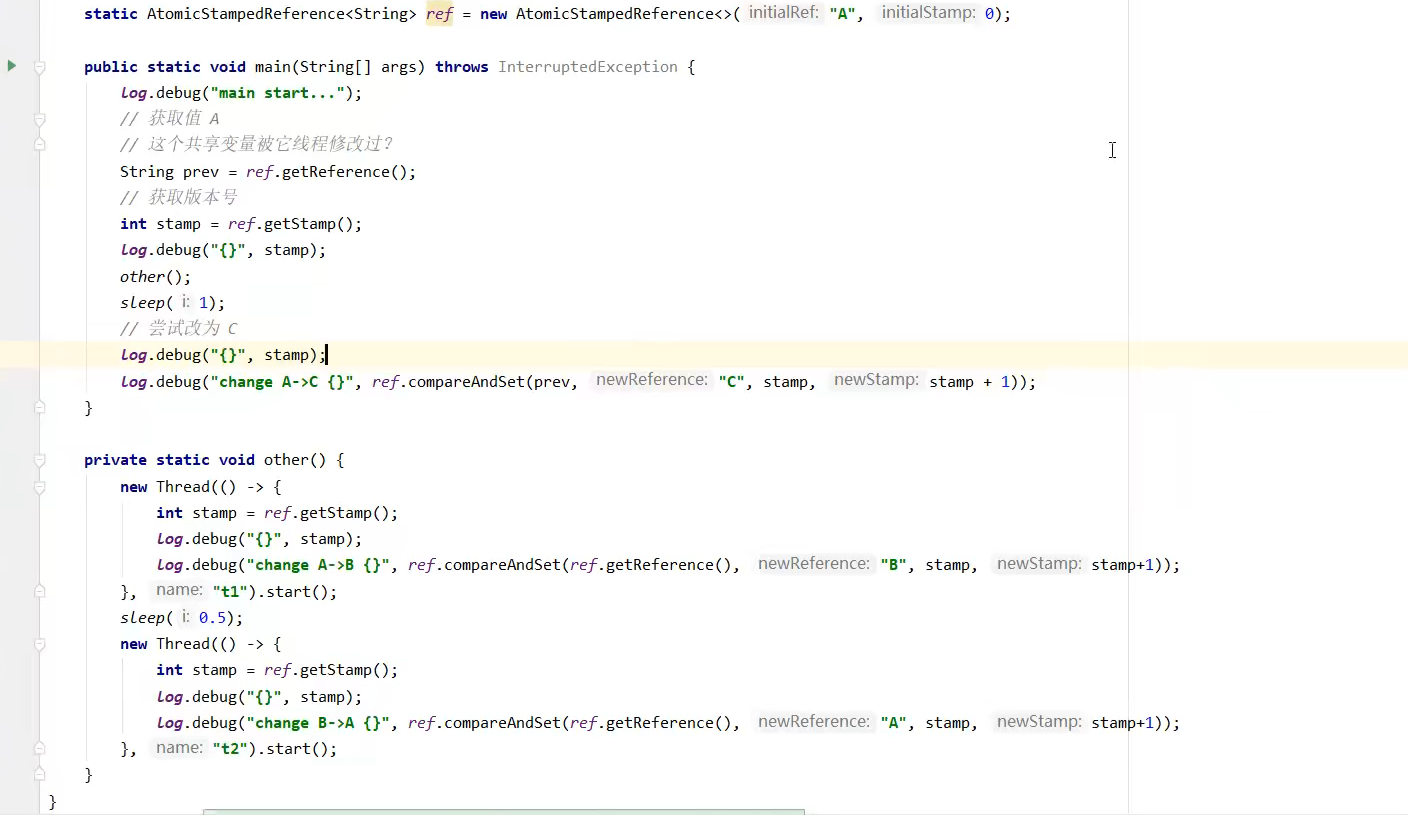 static AtomicStampedReference<String> ref = new AtomicStampedReference<>( initialRef: "A", initialStamp: 0);
public static void main(String[] args) throws InterruptedException {
log.debug("main start...");
// 获取值 A
// 这个共享变量被它线程修改过?
String prev = ref.getReference();
// 获取版本号
int stamp = ref.getStamp();
log.debug("{}", stamp);
other();
sleep( i: 1);
// 尝试改为 C
log.debug("{}", stamp);
log.debug("change A->C {}", ref.compareAndSet(prev, newReference: "C", stamp, newStamp: stamp + 1));
}
private static void other() {
new Thread(() -> {
int stamp = ref.getStamp();
log.debug("{}", stamp);
log.debug("change A->B {}", ref.compareAndSet(ref.getReference(), newReference: "B", stamp, newStamp: stamp+1));
}, name: "t1").start();
sleep( i: 0.5);
new Thread(() -> {
int stamp = ref.getStamp();
log.debug("{}", stamp);
log.debug("change B->A {}", ref.compareAndSet(ref.getReference(), newReference: "A", stamp, newStamp: stamp+1));
}, name: "t2").start();
}
}